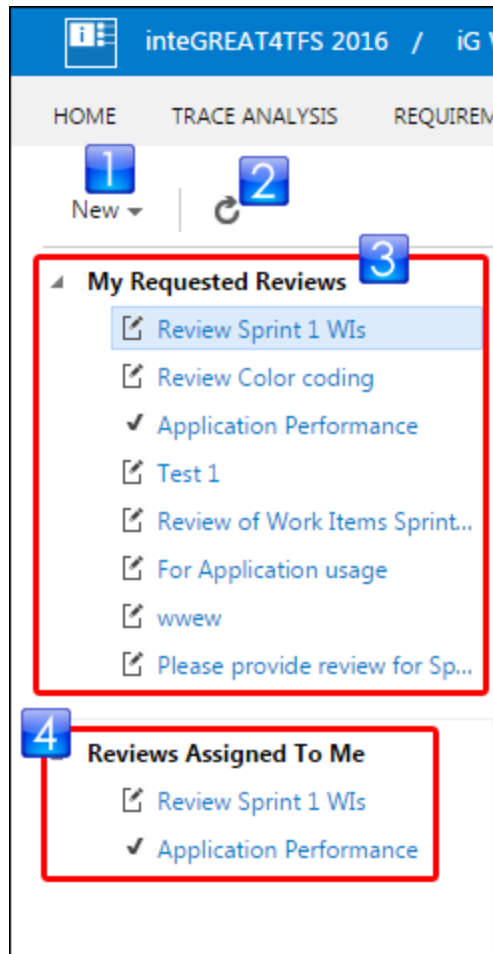 inteGREAT4TFS 2016 / iG
HOME TRACE ANALYSIS REQUIREM
1
2
New
3
My Requested Reviews
Review Sprint 1 WIs
Review Color coding
Application Performance
Test 1
Review of Work Items Sprint...
For Application usage
wwew
Please provide review for Sp...
4
Reviews Assigned To Me
Review Sprint 1 WIs
Application Performance